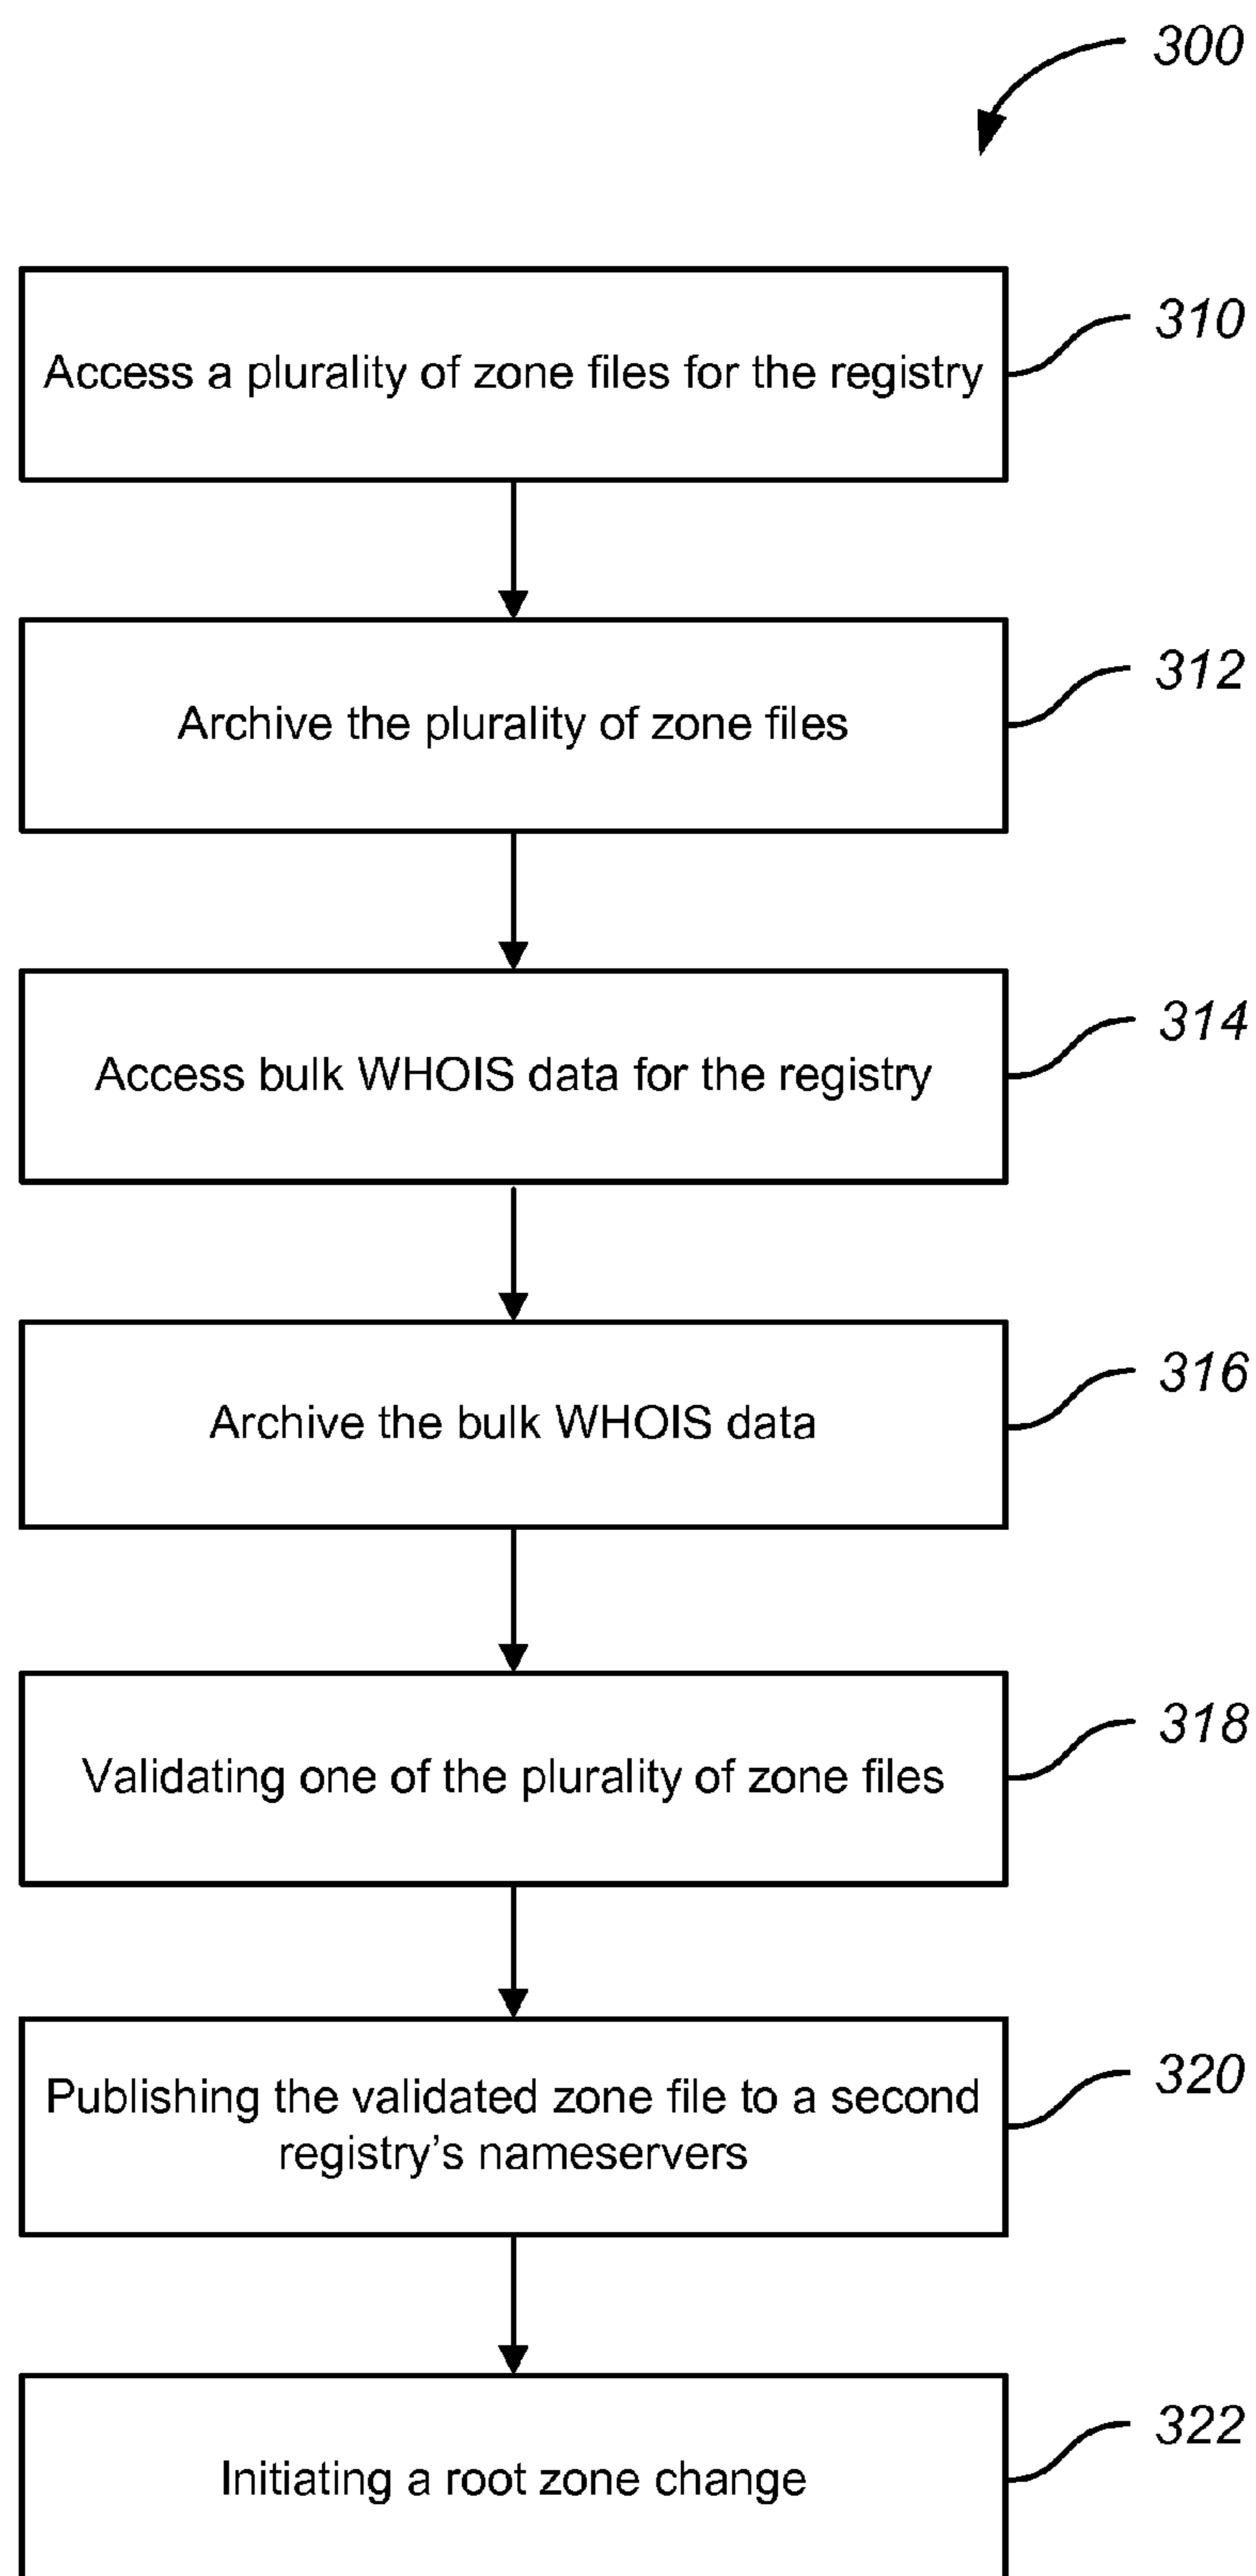 300
Access a plurality of zone files for the registry
310
Archive the plurality of zone files
312
Access bulk WHOIS data for the registry
314
Archive the bulk WHOIS data
316
Validating one of the plurality of zone files
318
Publishing the validated zone file to a second
registry’s nameservers
320
Initiating a root zone change
322